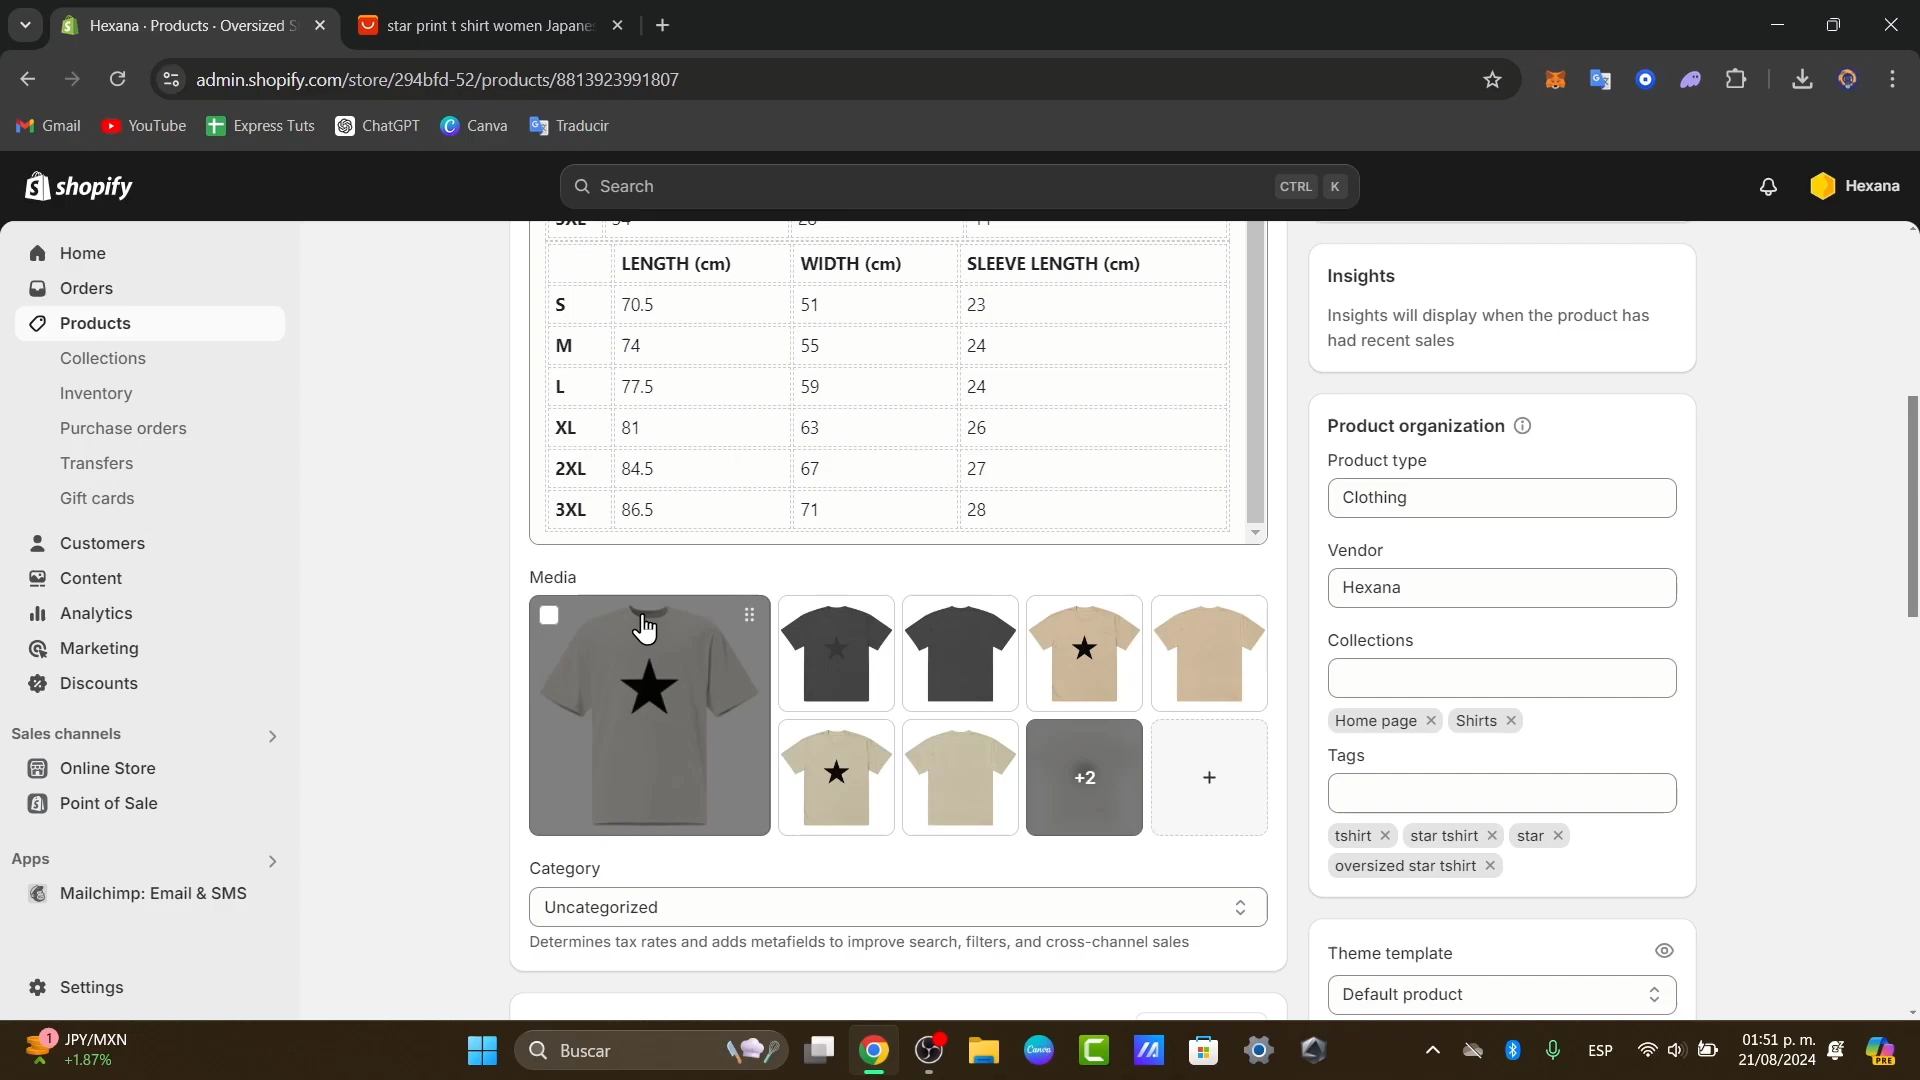 Hexana · Products · Oversized S
star print t shirt women Japanes
admin.shopify.com/store/294bfd-52/products/8813923991807
Gmail
YouTube
Express Tuts
ChatGPT
Canva
Traducir
shopify
Search
CTRL
K
Hexana
Home
Orders
Products
Collections
Inventory
Purchase orders
Transfers
Gift cards
Customers
Content
Analytics
Marketing
Discounts
Sales channels
Online Store
Point of Sale
Apps
Mailchimp: Email & SMS
Settings
LENGTH (cm) WIDTH (cm) SLEEVE LENGTH (cm)
S 70.5 51 23
M 74 55 24
L 77.5 59 24
XL 81 63 26
2XL 84.5 67 27
3XL 86.5 71 28
Media
+2
+
Category
Uncategorized
Determines tax rates and adds metafields to improve search, filters, and cross-channel sales
Insights
Insights will display when the product has
had recent sales
Product organization
Product type
Clothing
Vendor
Hexana
Collections
Home page
Shirts
Tags
tshirt
star tshirt
star
oversized star tshirt
Theme template
Default product
1
JPY/MXN
+1.87%
Buscar
Canva
ESP
01:51 p. m.
21/08/2024
PRE